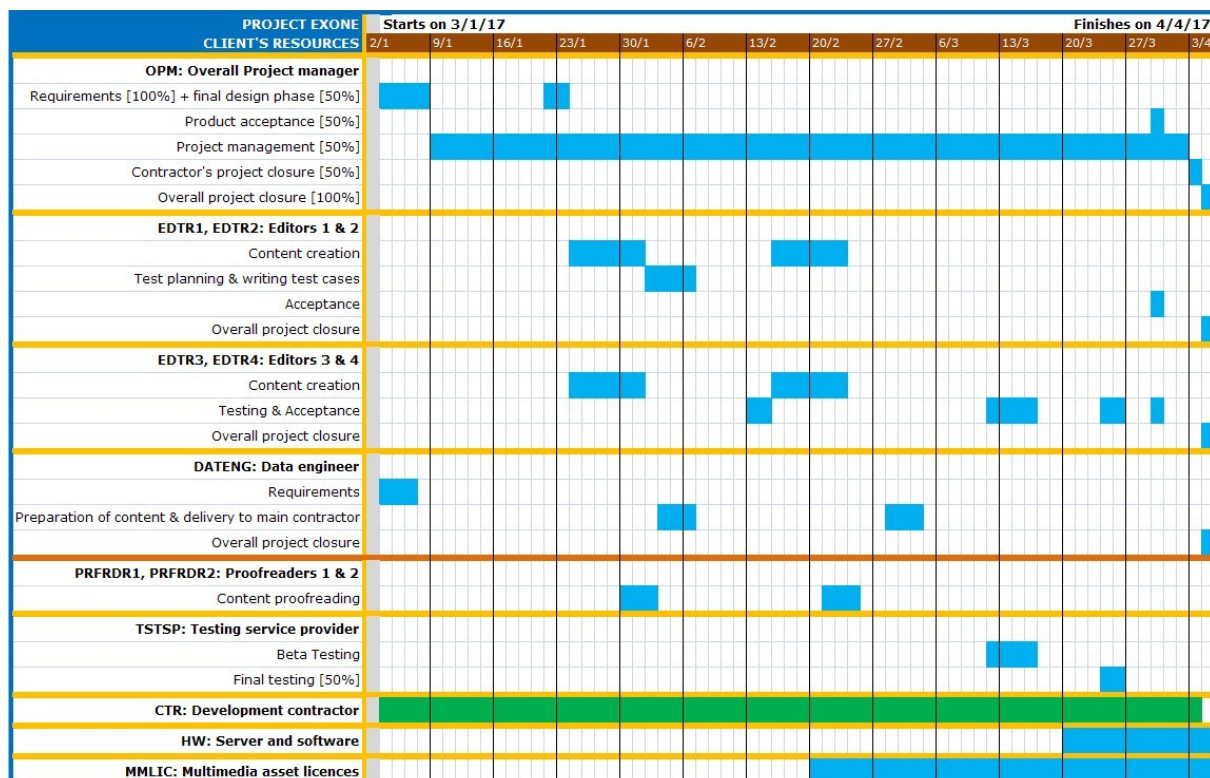 PROJECT EXONE Starts on 3/1/17 Finishes on 4/4/17
CLIENT'S RESOURCES 2/1 9/1 16/1 23/1 30/1 6/2 13/2 20/2 27/2 6/3 13/3 20/3 27/3 3/4
OPM: Overall Project manager
Requirements [100%] + final design phase [50%]
Product acceptance [50%]
Project management [50%]
Contractor's project closure [50%]
Overall project closure [100%]
EDTR1, EDTR2: Editors 1 & 2
Content creation
Test planning & writing test cases
Acceptance
Overall project closure
EDTR3, EDTR4: Editors 3 & 4
Content creation
Testing & Acceptance
Overall project closure
DATENG: Data engineer
Requirements
Preparation of content & delivery to main contractor
Overall project closure
PRFRDR1, PRFRDR2: Proofreaders 1 & 2
Content proofreading
TSTSP: Testing service provider
Beta Testing
Final testing [50%]
CTR: Development contractor
HW: Server and software
MMLIC: Multimedia asset licences